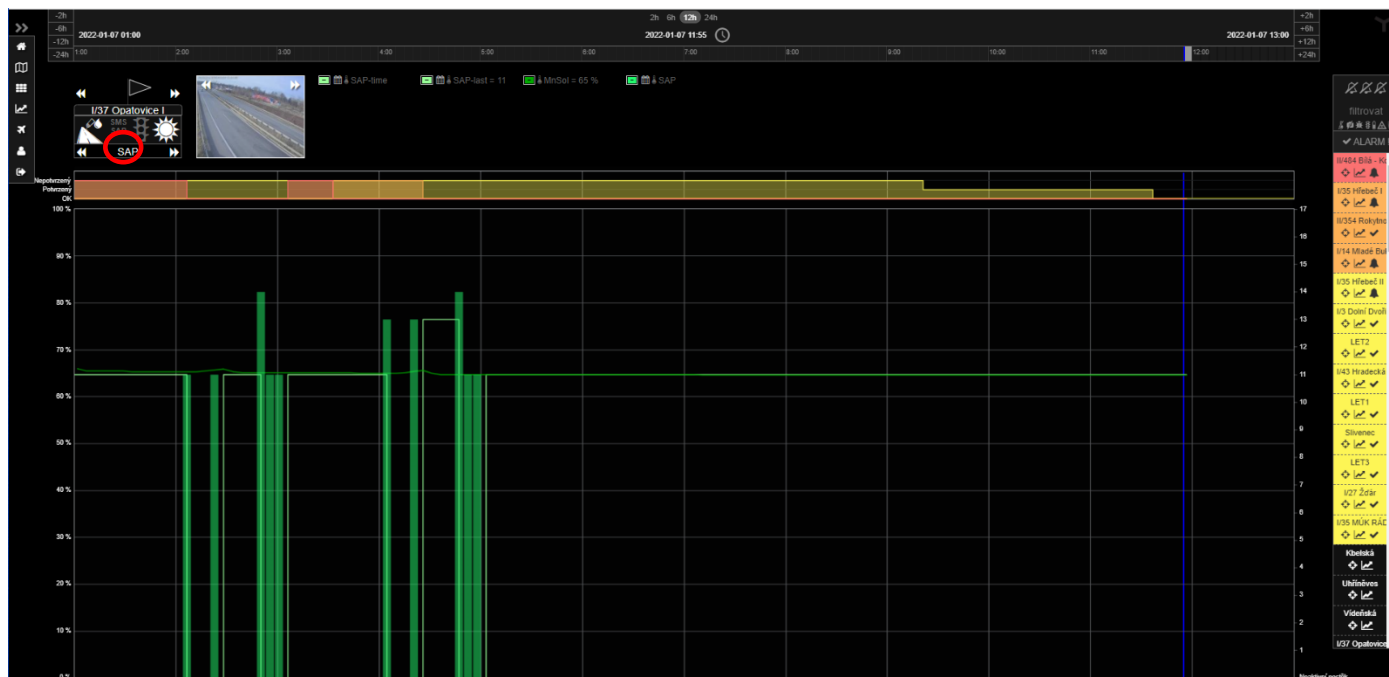 2h 6h 12h 24h
-2h
-6h
-12h
-24h
2022-01-07 01:00
2022-01-07 11:55
2022-01-07 13:00
+2h
+6h
+12h
+24h
1:00 2:00 3:00 4:00 5:00 6:00 7:00 8:00 9:00 10:00 11:00 12:00
SAP-time
SAP-last = 11
MnSol = 65 %
SAP
I/37 Opatovice I
SMS
SAP
Nepotvrzený
Potvrzený
OK
100 %
90 %
80 %
70 %
60 %
50 %
40 %
30 %
20 %
10 %
0 %
17
16
15
14
13
12
11
10
9
8
7
6
5
4
3
2
1
filtrovat
ALARM
II/484 Bílá - Ko
I/35 Hřebeč I
II/354 Rokytno
I/14 Mladé Buk
I/35 Hřebeč II
I/3 Dolní Dvoři
LET2
I/43 Hradecká
LET1
Slivenec
LET3
I/27 Žďár
I/35 MÚK RÁD
Kbelská
Uhříněves
Vídeňská
I/37 Opatovice